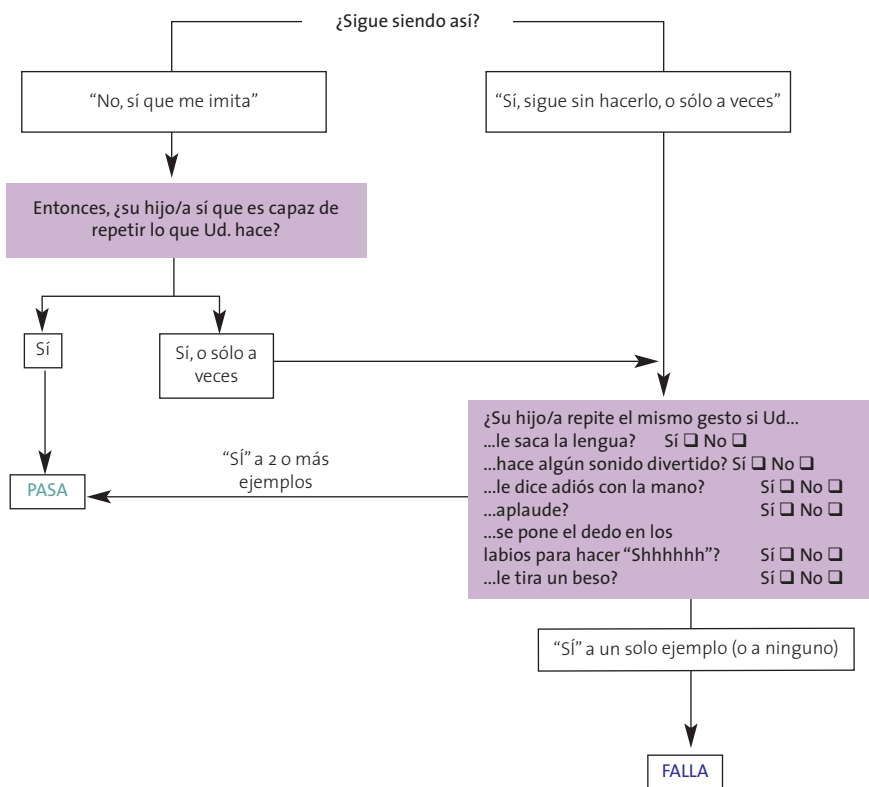 ¿Sigue siendo así?
“No, sí que me imita”
“Sí, sigue sin hacerlo, o sólo a veces”
Entonces, ¿su hijo/a sí que es capaz de
repetir lo que Ud. hace?
Sí
Sí, o sólo a
veces
¿Su hijo/a repite el mismo gesto si Ud...
...le saca la lengua? Sí ❑ No ❑
...hace algún sonido divertido? Sí ❑ No ❑
...le dice adiós con la mano? Sí ❑ No ❑
...aplaude? Sí ❑ No ❑
...se pone el dedo en los
labios para hacer “Shhhhhh”? Sí ❑ No ❑
...le tira un beso? Sí ❑ No ❑
“SÍ” a 2 o más
ejemplos
PASA
“SÍ” a un solo ejemplo (o a ninguno)
FALLA